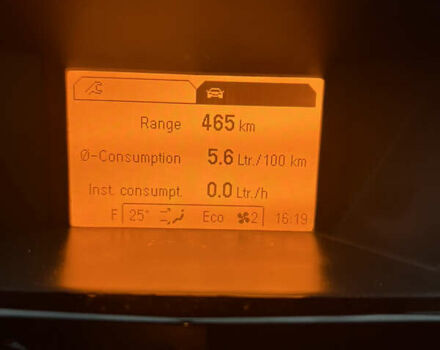 Range 465 km
Ø-Consumption 5.6 Ltr./100 km
Inst. consumpt. 0.0 Ltr./h
F 25° Eco 2 16:19